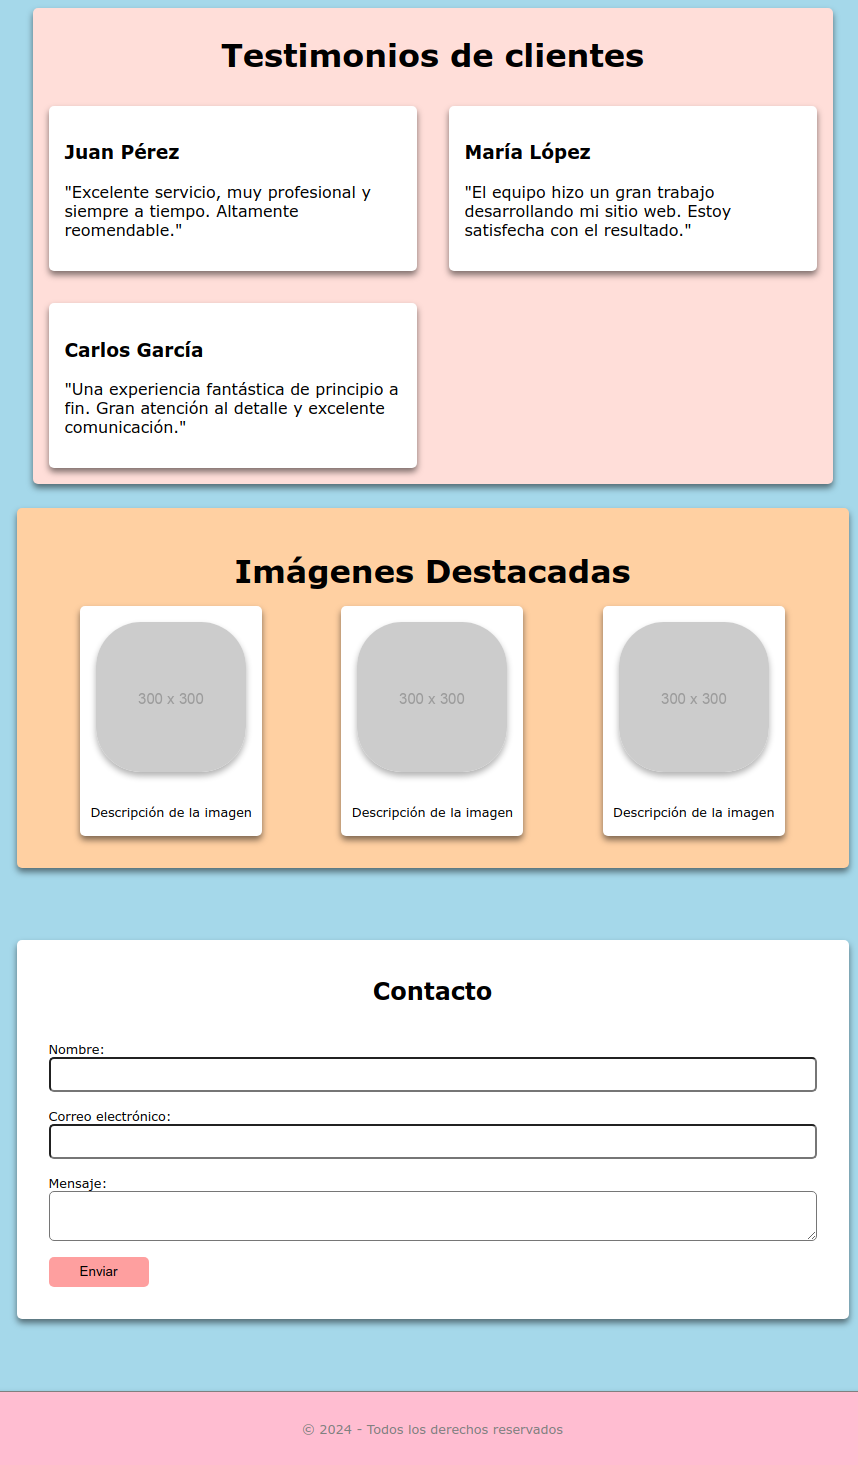 Testimonios de clientes
Juan Pérez
"Excelente servicio, muy profesional y
siempre a tiempo. Altamente
reomendable."
María López
"El equipo hizo un gran trabajo
desarrollando mi sitio web. Estoy
satisfecha con el resultado."
Carlos García
"Una experiencia fantástica de principio a
fin. Gran atención al detalle y excelente
comunicación."
Imágenes Destacadas
300 x 300
300 x 300
300 x 300
Descripción de la imagen
Descripción de la imagen
Descripción de la imagen
Contacto
Nombre:
Correo electrónico:
Mensaje:
Enviar
© 2024 - Todos los derechos reservados